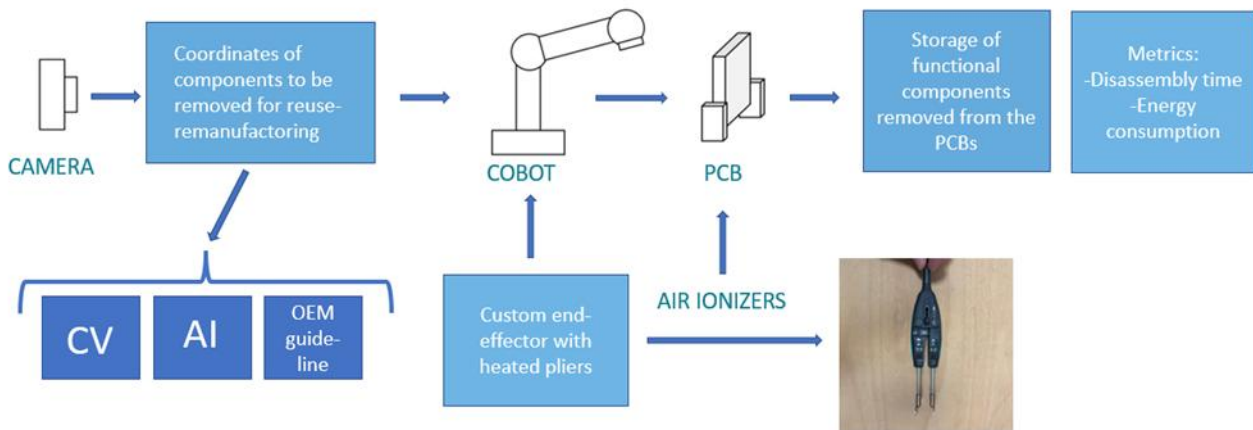 CAMERA
Coordinates of
components to be
removed for reuse-
remanufactoring
COBOT
PCB
Storage of
functional
components
removed from the
PCBs
Metrics:
-Disassembly time
-Energy
consumption
CV
AI
OEM
guide-
line
Custom end-
effector with
heated pliers
AIR IONIZERS